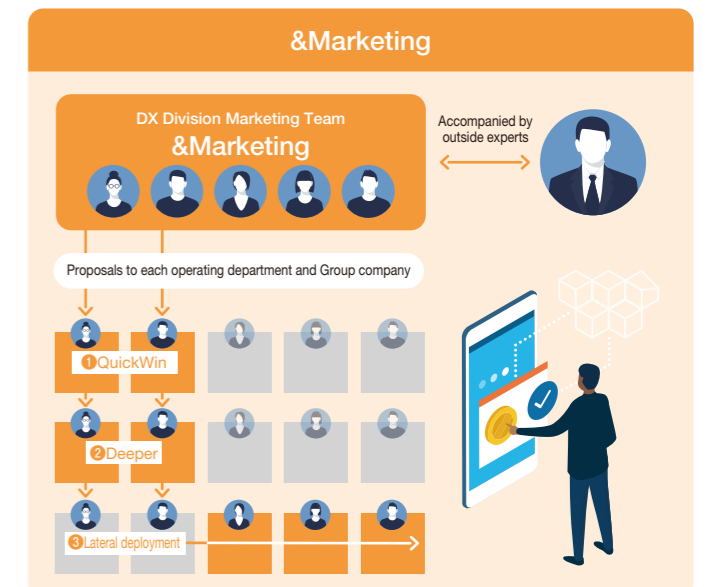 &Marketing
DX Division Marketing Team
&Marketing
Accompanied by
outside experts
Proposals to each operating department and Group company
❶QuickWin
❷Deeper
❸Lateral deployment